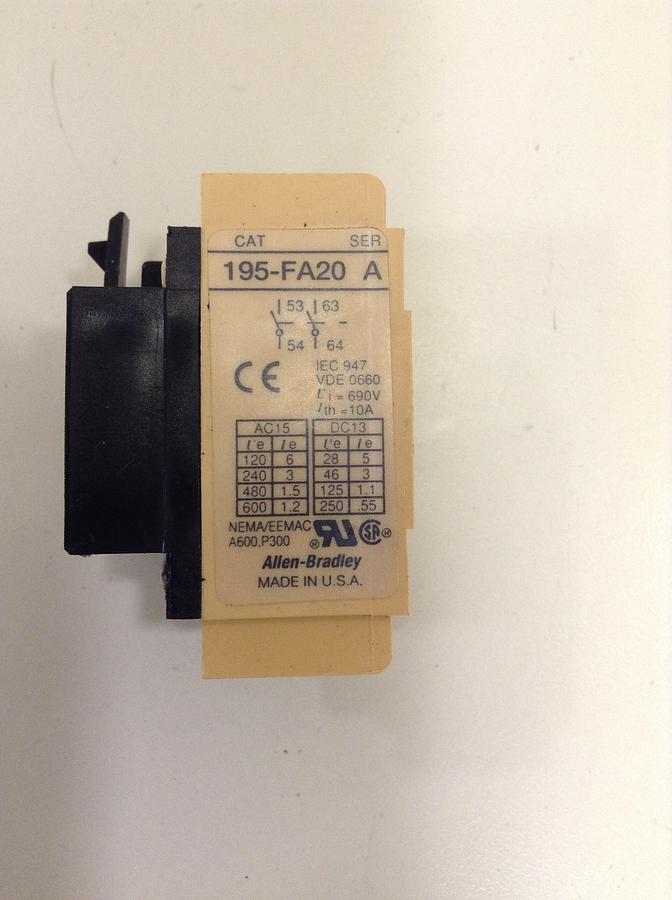 CAT SER
195-FA20 A
53 63
54 64
CE
IEC 947
VDE 0660
Ui = 690V
Ith = 10A
AC15 DC13
Ue Ie Ue Ie
120 6 28 5
240 3 46 3
480 1.5 125 1.1
600 1.2 250 .55
NEMA/EEMAC
A600,P300
Allen-Bradley
MADE IN U.S.A.